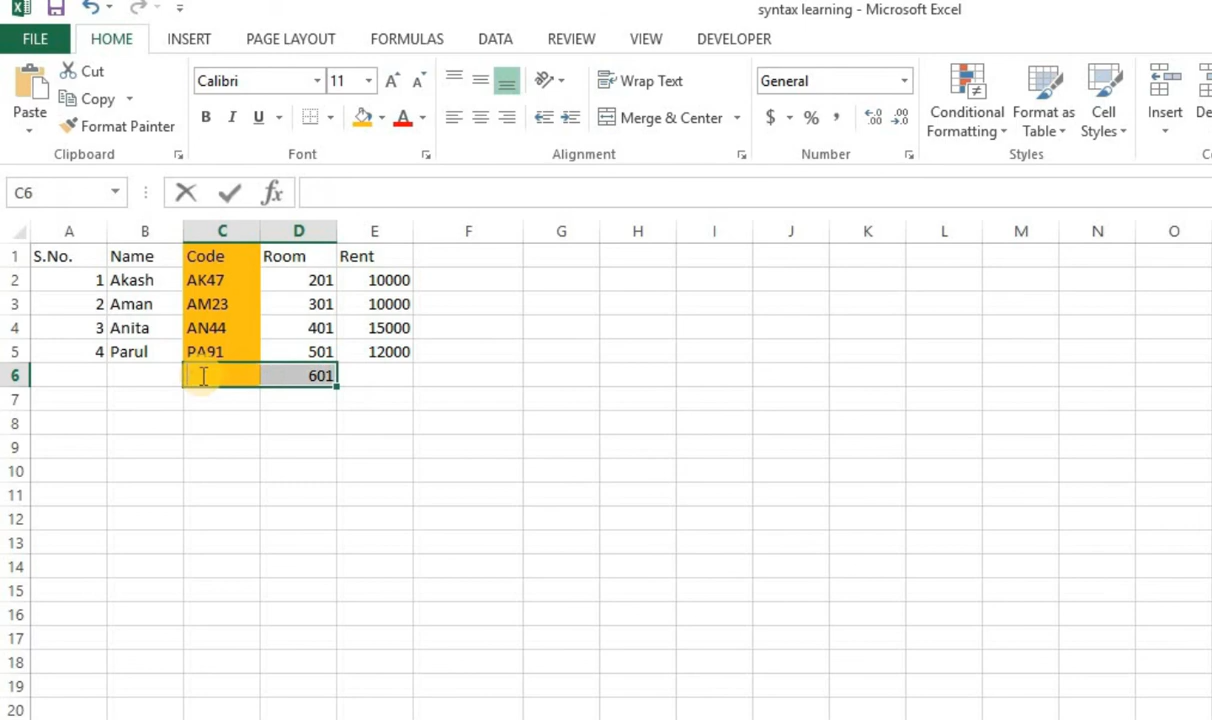 syntax learning - Microsoft Excel
FILE HOME INSERT PAGE LAYOUT FORMULAS DATA REVIEW VIEW DEVELOPER
Cut
Copy
Format Painter
Paste
Clipboard
Calibri 11
B I U
Font
Wrap Text
Merge & Center
Alignment
General
$ % ,
Number
Conditional Formatting
Format as Table
Cell Styles
Styles
Insert
C6 fx
A B C D E F G H I J K L M N O
1 S.No. Name Code Room Rent
2 1 Akash AK47 201 10000
3 2 Aman AM23 301 10000
4 3 Anita AN44 401 15000
5 4 Parul PA91 501 12000
6 601
7
8
9
10
11
12
13
14
15
16
17
18
19
20